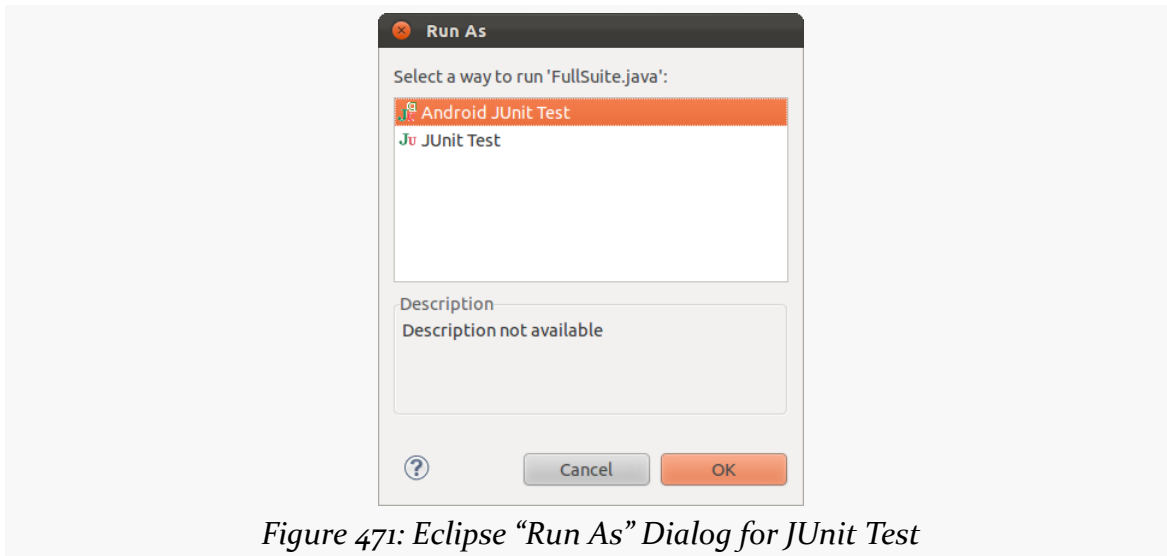 Run As
Select a way to run 'FullSuite.java':
Android JUnit Test
Ju JUnit Test
Description
Description not available
Cancel
OK
Figure 471: Eclipse “Run As” Dialog for JUnit Test